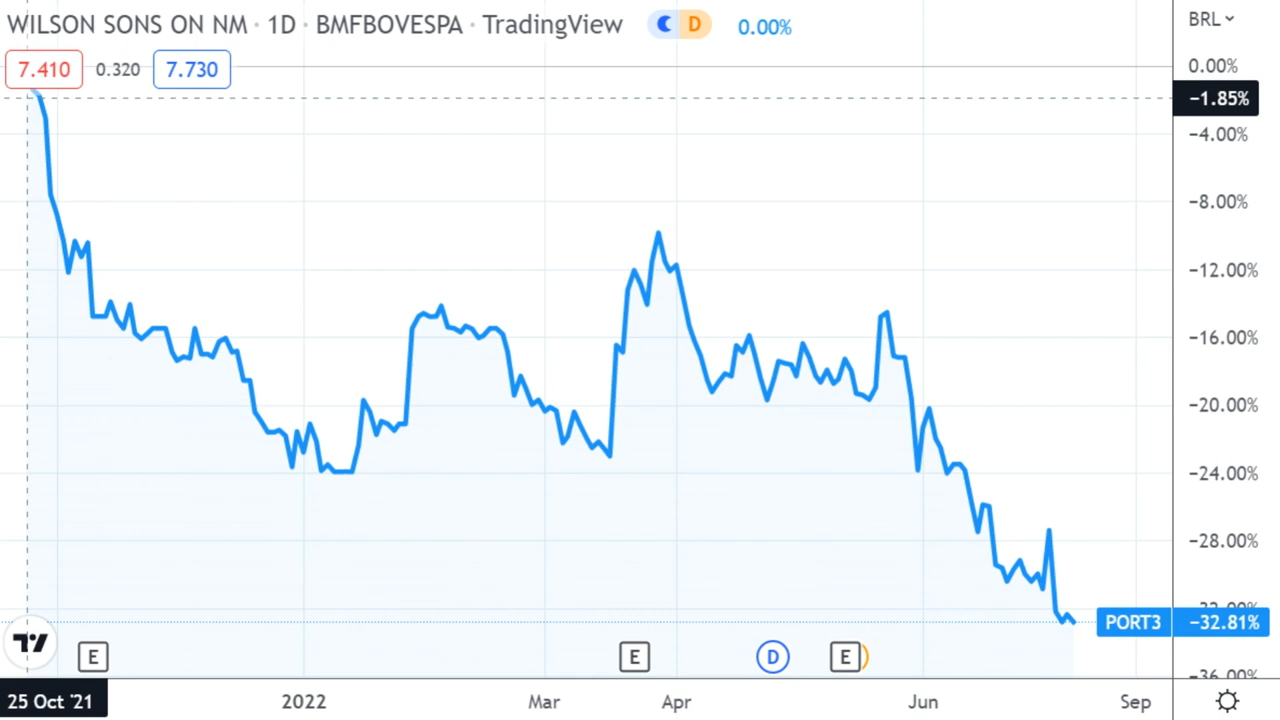 WILSON SONS ON NM · 1D · BMFBOVESPA · TradingView D 0.00% BRL
7.410 0.320 7.730
0.00%
−1.85%
−4.00%
−8.00%
−12.00%
−16.00%
−20.00%
−24.00%
−28.00%
−32.00%
PORT3 −32.81%
E E D E
−36.00%
25 Oct '21 2022 Mar Apr Jun Sep